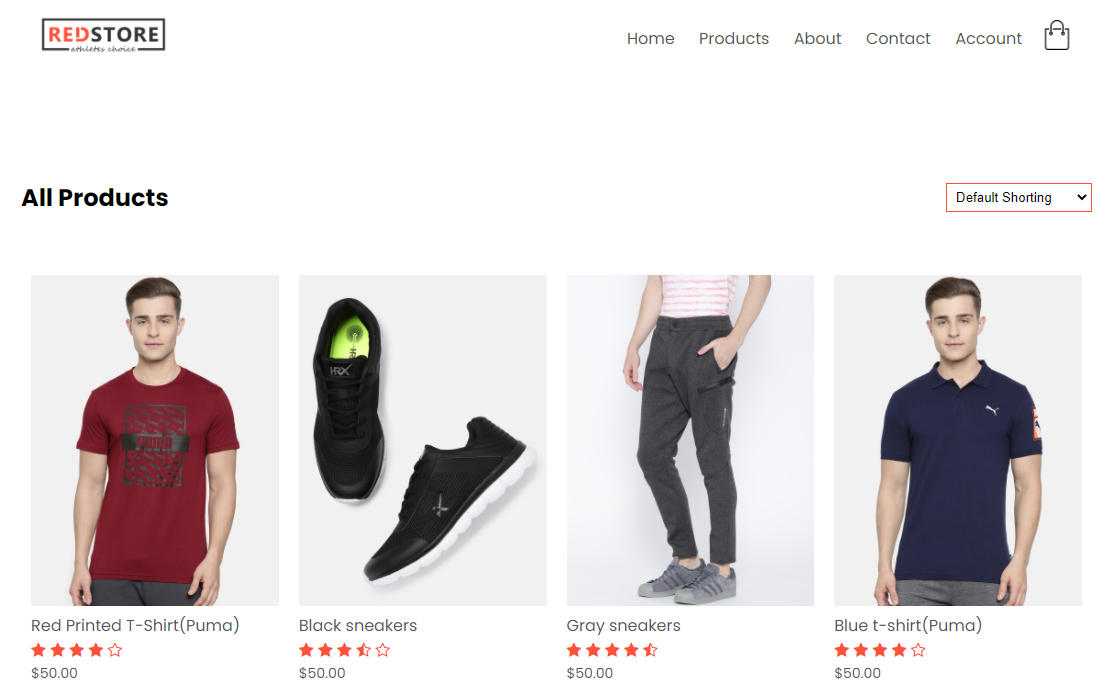 REDSTORE
athletes choice
Home Products About Contact Account
All Products
Default Shorting
HRX
Red Printed T-Shirt(Puma) Black sneakers Gray sneakers Blue t-shirt(Puma)
$50.00 $50.00 $50.00 $50.00